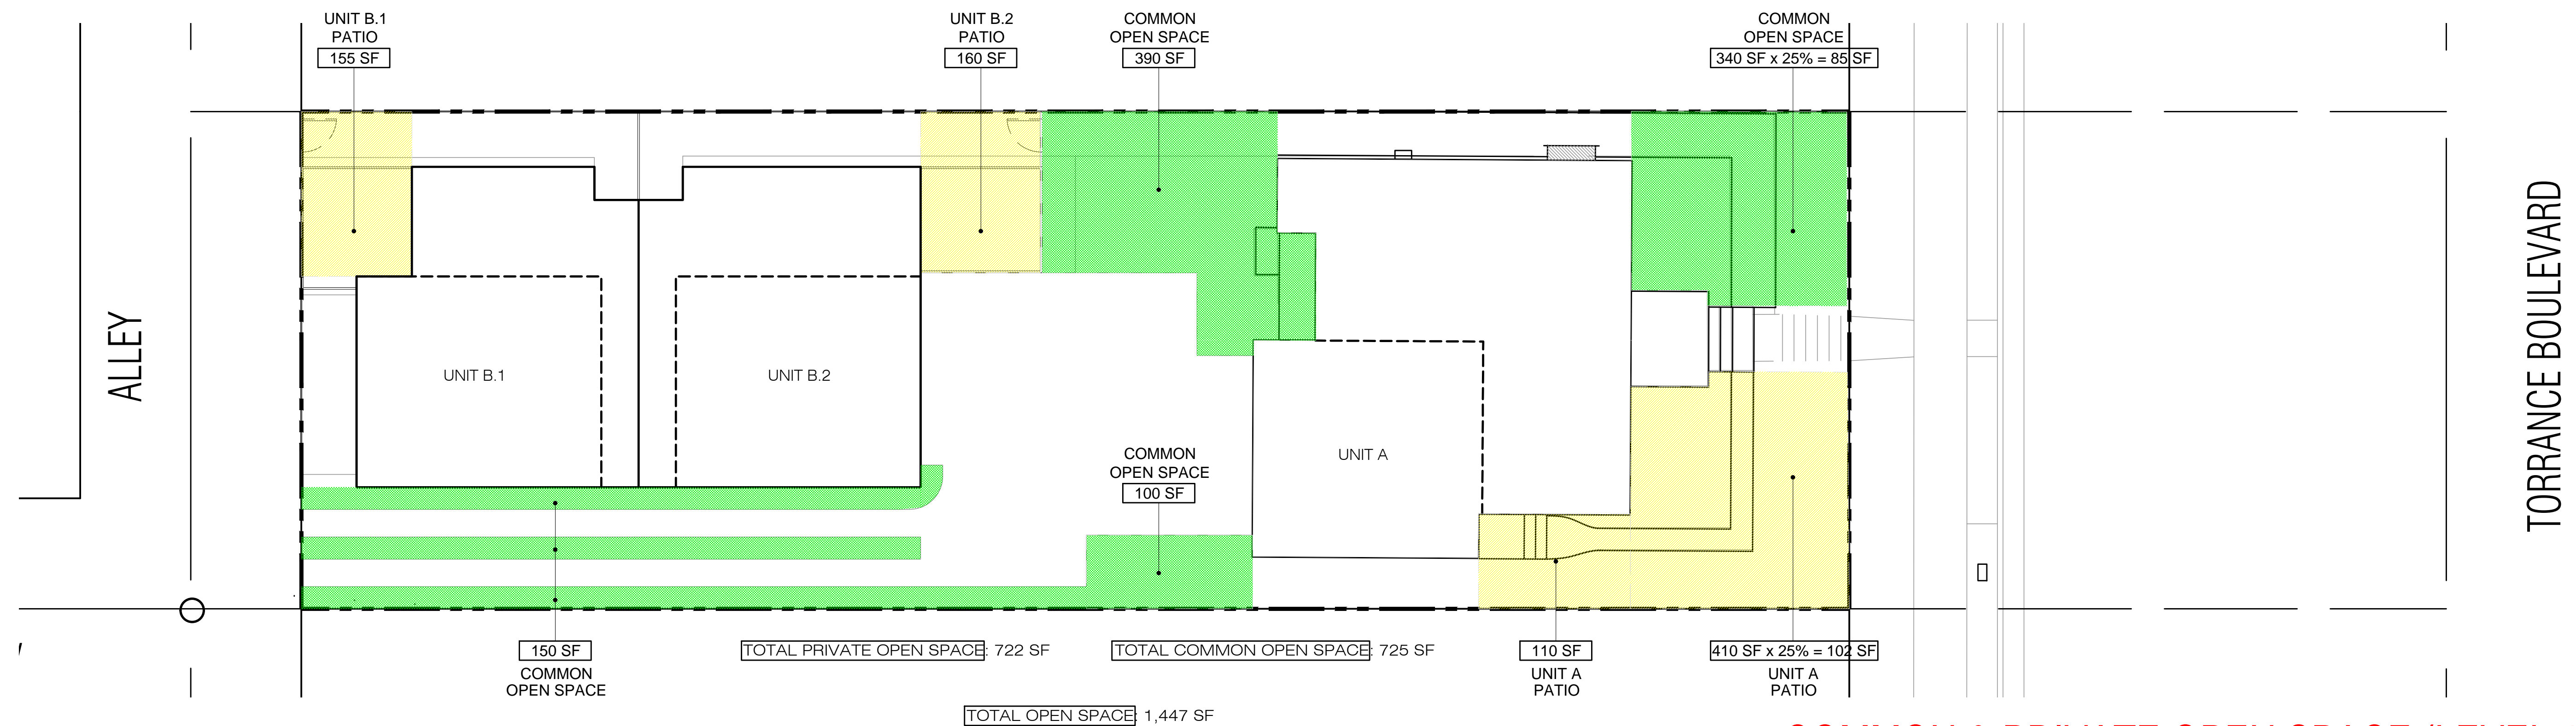 UNIT B.1
PATIO
155 SF
UNIT B.2
PATIO
160 SF
COMMON
OPEN SPACE
390 SF
COMMON
OPEN SPACE
340 SF x 25% = 85 SF
ALLEY
UNIT B.1
UNIT B.2
UNIT A
COMMON
OPEN SPACE
100 SF
TORRANCE BOULEVARD
150 SF
COMMON
OPEN SPACE
TOTAL PRIVATE OPEN SPACE: 722 SF
TOTAL COMMON OPEN SPACE: 725 SF
110 SF
UNIT A
PATIO
410 SF x 25% = 102 SF
UNIT A
PATIO
TOTAL OPEN SPACE: 1,447 SF